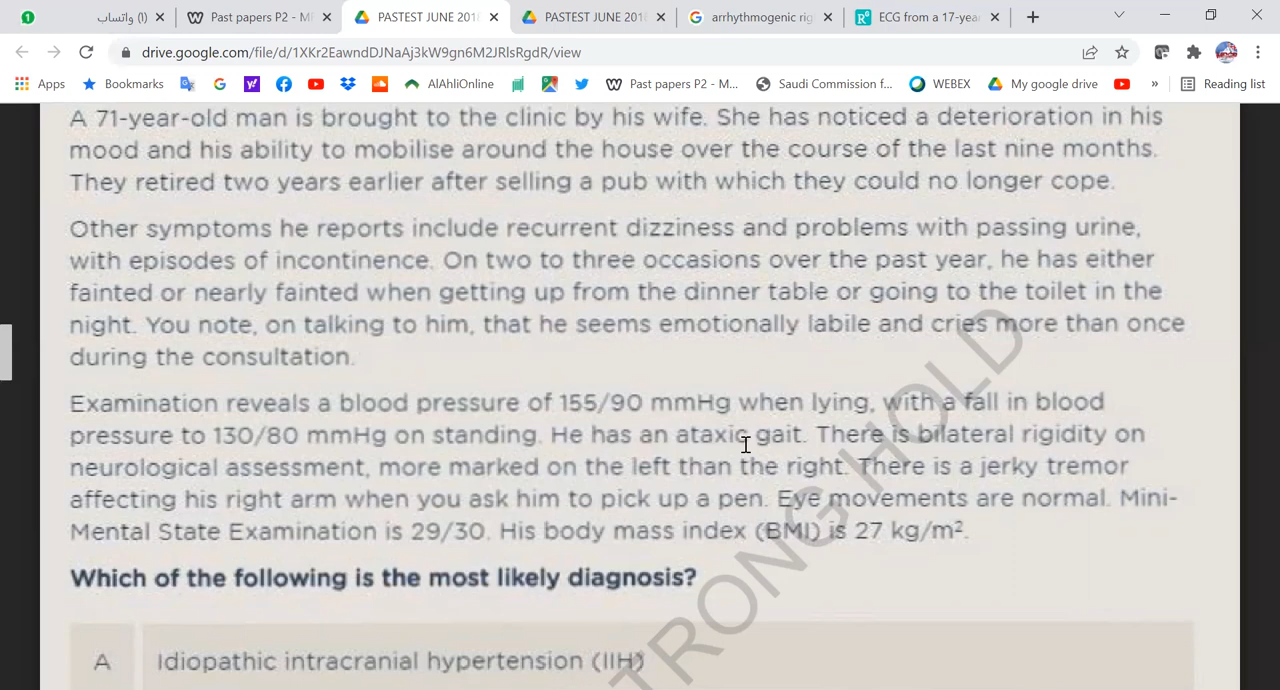 (1) واتساب
Past papers P2 - MF
PASTEST JUNE 2018
PASTEST JUNE 2018
arrhythmogenic rig
ECG from a 17-yea
drive.google.com/file/d/1XKr2EawndDJNaAj3kW9gn6M2JRlsRgdR/view
Apps
Bookmarks
AlAhliOnline
Past papers P2 - M...
Saudi Commission f...
WEBEX
My google drive
»
Reading list
A 71-year-old man is brought to the clinic by his wife. She has noticed a deterioration in his
mood and his ability to mobilise around the house over the course of the last nine months.
They retired two years earlier after selling a pub with which they could no longer cope.
Other symptoms he reports include recurrent dizziness and problems with passing urine,
with episodes of incontinence. On two to three occasions over the past year, he has either
fainted or nearly fainted when getting up from the dinner table or going to the toilet in the
night. You note, on talking to him, that he seems emotionally labile and cries more than once
during the consultation.
Examination reveals a blood pressure of 155/90 mmHg when lying, with a fall in blood
pressure to 130/80 mmHg on standing. He has an ataxic gait. There is bilateral rigidity on
neurological assessment, more marked on the left than the right. There is a jerky tremor
affecting his right arm when you ask him to pick up a pen. Eye movements are normal. Mini-
Mental State Examination is 29/30. His body mass index (BMI) is 27 kg/m².
Which of the following is the most likely diagnosis?
A
Idiopathic intracranial hypertension (IIH)
TRONG HOLD